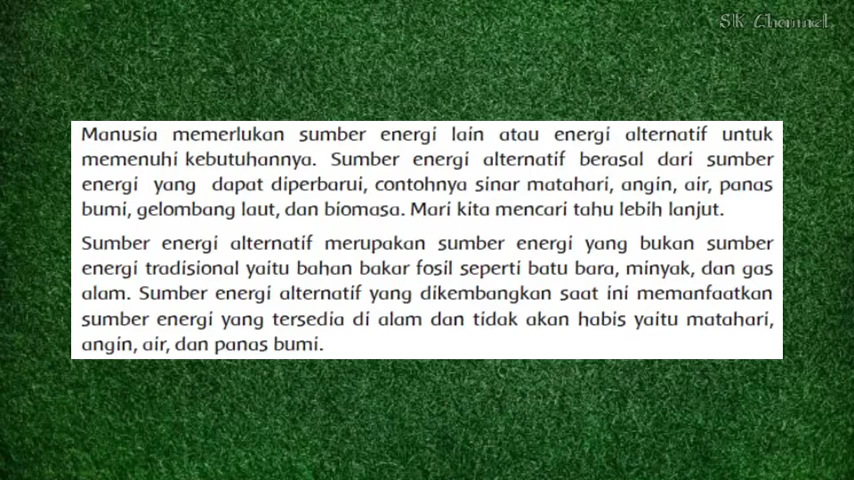 SK Channel
Manusia memerlukan sumber energi lain atau energi alternatif untuk
memenuhi kebutuhannya. Sumber energi alternatif berasal dari sumber
energi yang dapat diperbarui, contohnya sinar matahari, angin, air, panas
bumi, gelombang laut, dan biomasa. Mari kita mencari tahu lebih lanjut.
Sumber energi alternatif merupakan sumber energi yang bukan sumber
energi tradisional yaitu bahan bakar fosil seperti batu bara, minyak, dan gas
alam. Sumber energi alternatif yang dikembangkan saat ini memanfaatkan
sumber energi yang tersedia di alam dan tidak akan habis yaitu matahari,
angin, air, dan panas bumi.